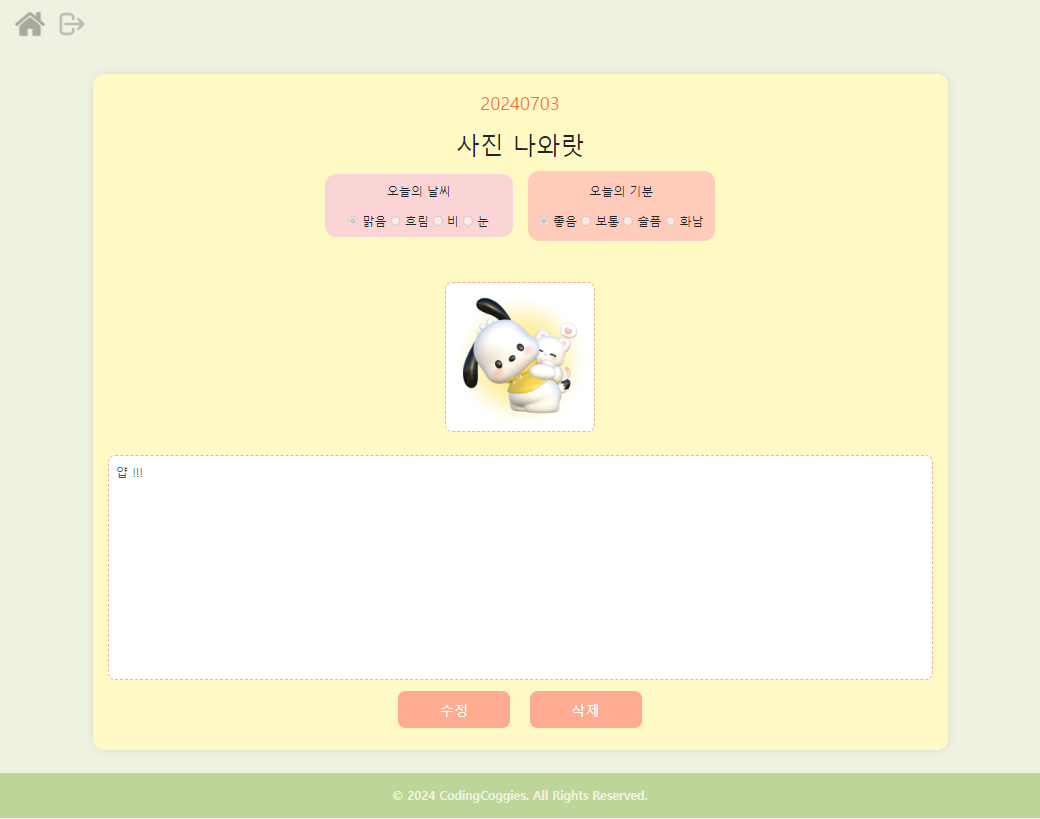 20240703
사진 나와랏
오늘의 날씨
맑음 흐림 비 눈
오늘의 기분
좋음 보통 슬픔 화남
얍 !!!
수정 삭제
© 2024 CodingCoggies. All Rights Reserved.